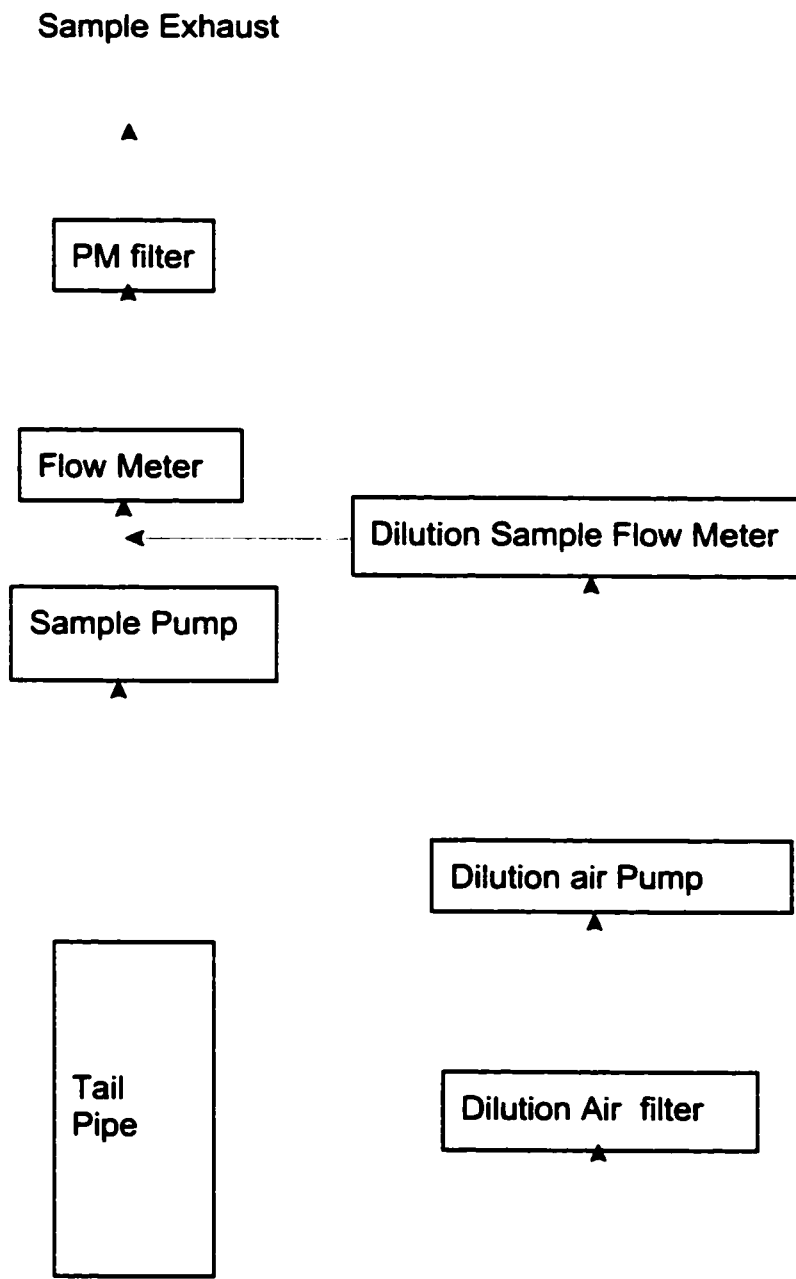 Sample Exhaust
PM filter
Flow Meter
Dilution Sample Flow Meter
Sample Pump
Dilution air Pump
Tail
Pipe
Dilution Air filter